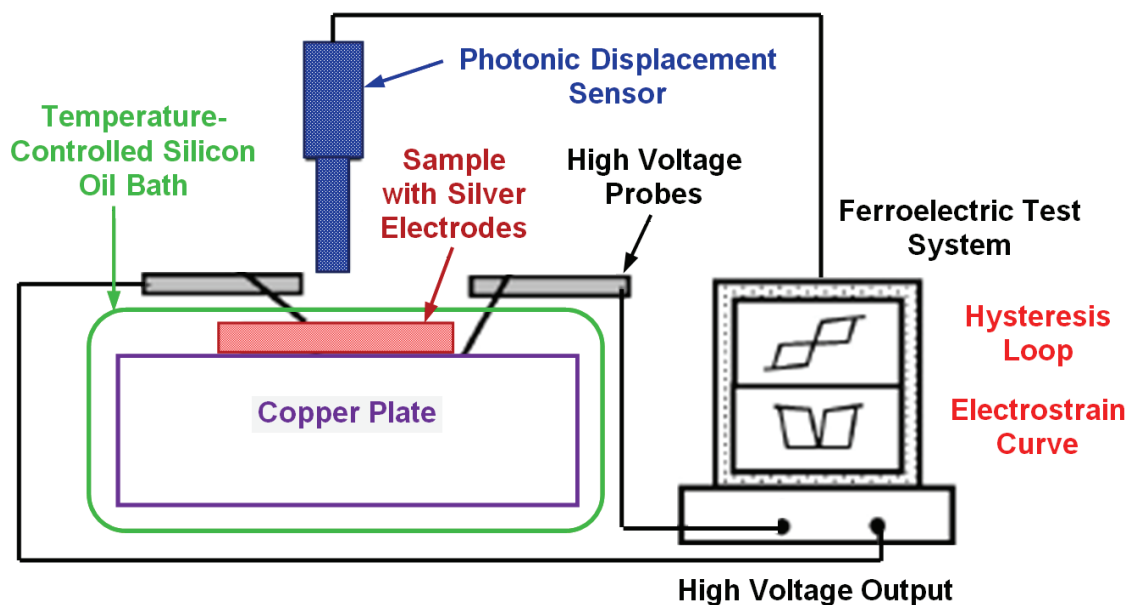 Photonic Displacement
Sensor
Temperature-
Controlled Silicon
Oil Bath
Sample
with Silver
Electrodes
High Voltage
Probes
Ferroelectric Test
System
Hysteresis
Loop
Electrostrain
Curve
Copper Plate
High Voltage Output